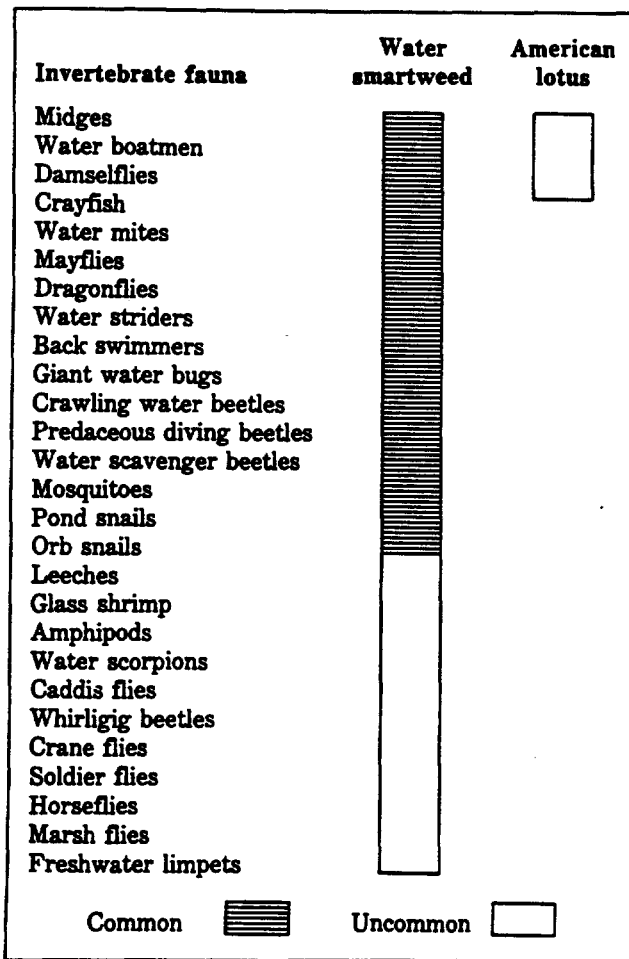 Invertebrate fauna Water smartweed American lotus
Midges
Water boatmen
Damselflies
Crayfish
Water mites
Mayflies
Dragonflies
Water striders
Back swimmers
Giant water bugs
Crawling water beetles
Predaceous diving beetles
Water scavenger beetles
Mosquitoes
Pond snails
Orb snails
Leeches
Glass shrimp
Amphipods
Water scorpions
Caddis flies
Whirligig beetles
Crane flies
Soldier flies
Horseflies
Marsh flies
Freshwater limpets
Common Uncommon